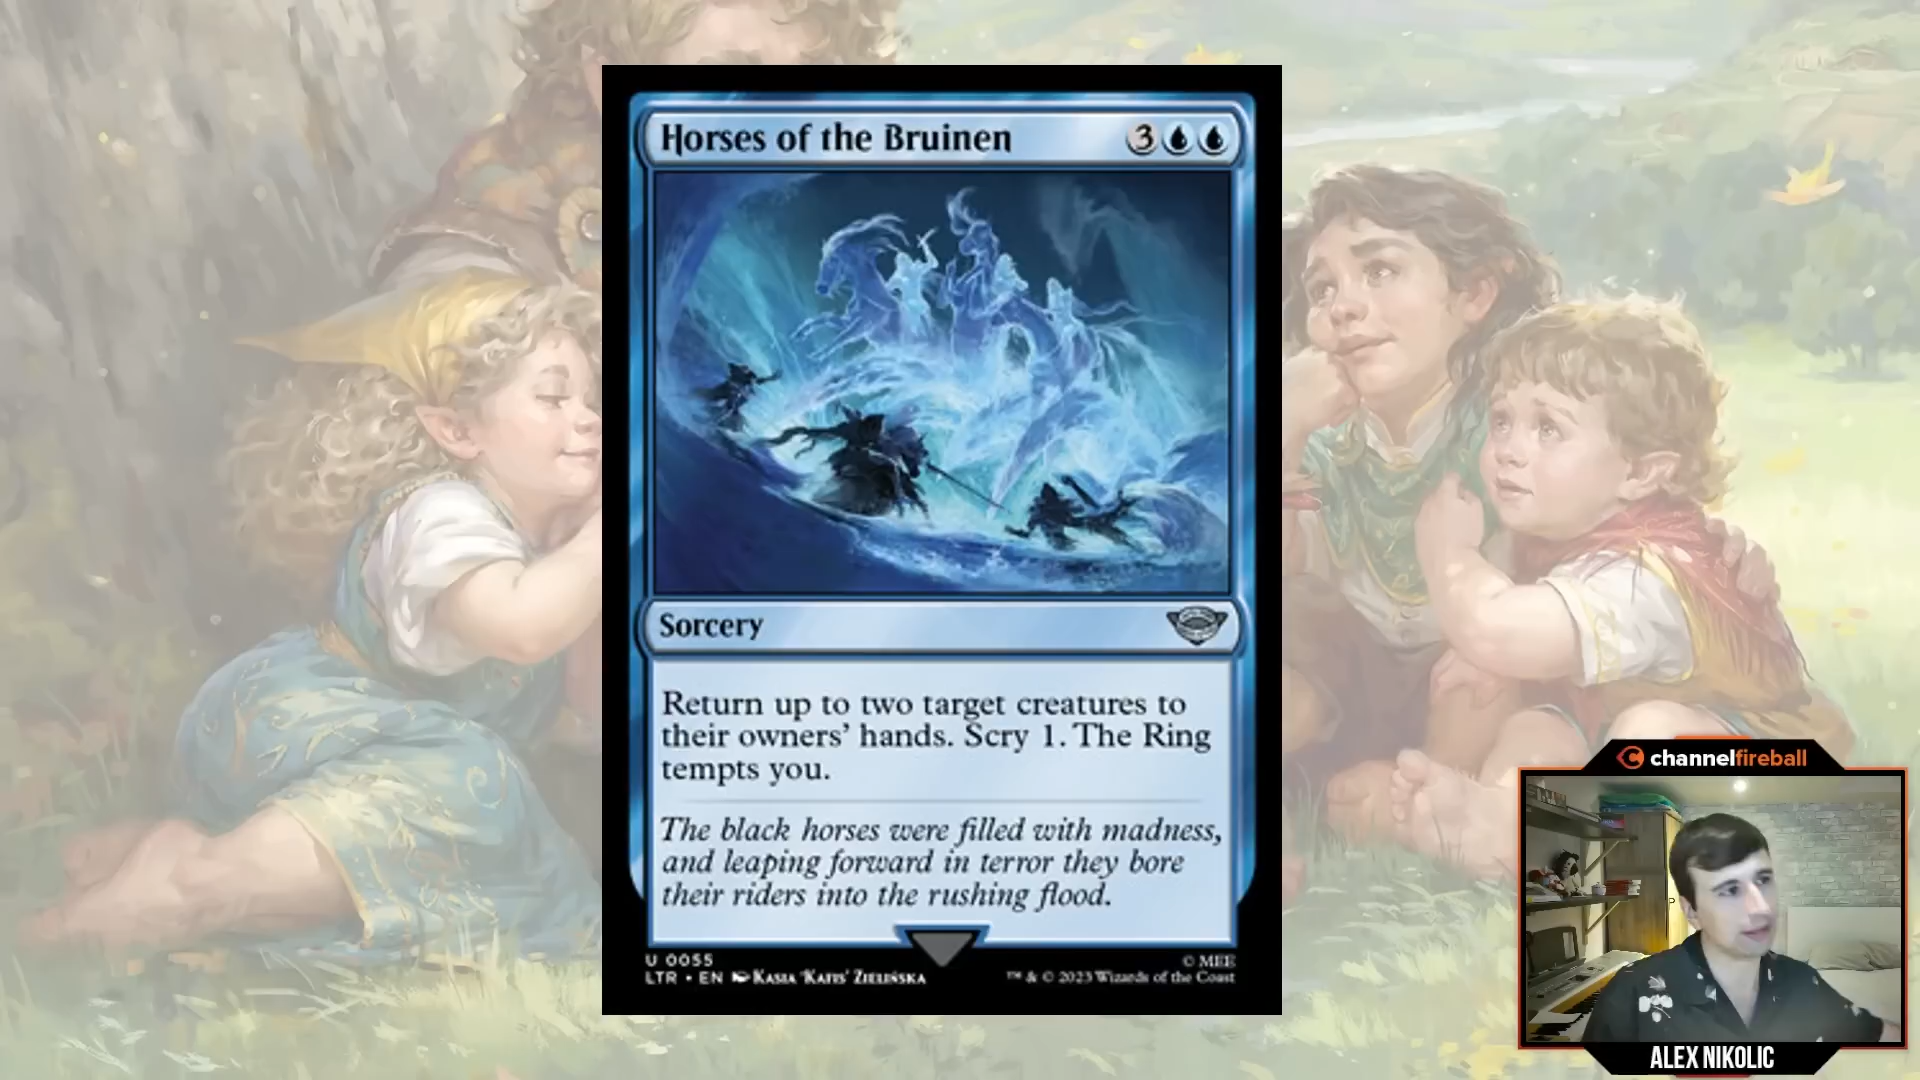 Horses of the Bruinen 3
Sorcery
Return up to two target creatures to
their owners' hands. Scry 1. The Ring
tempts you.
The black horses were filled with madness,
and leaping forward in terror they bore
their riders into the rushing flood.
U 0055
LTR • EN Kasia 'Kafis' Zielińska
© MEE
™ & © 2023 Wizards of the Coast
channelfireball
ALEX NIKOLIC